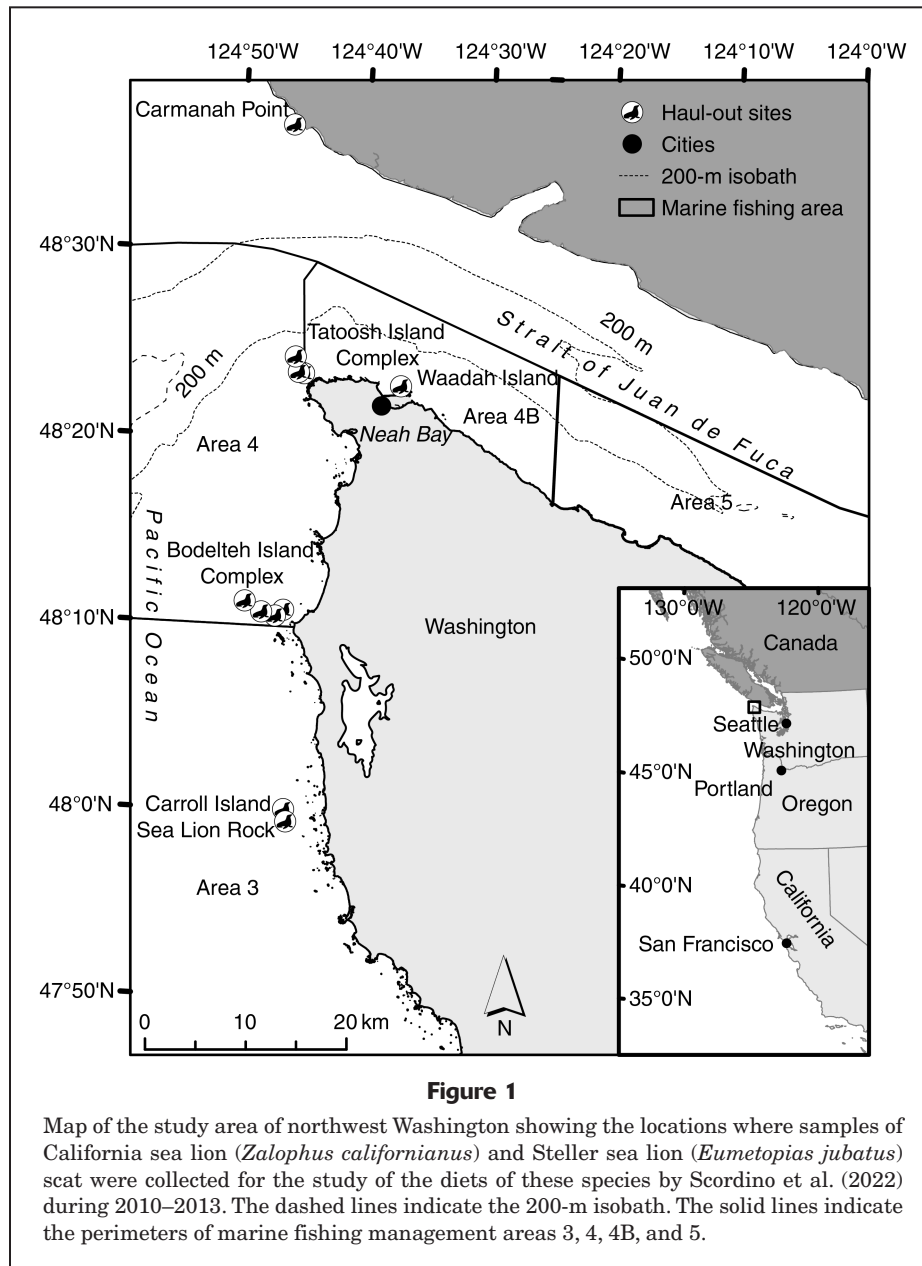 124°50'W 124°40'W 124°30'W 124°20'W 124°10'W 124°0'W
Carmanah Point
Haul-out sites
Cities
200-m isobath
Marine fishing area
48°30'N
Strait of Juan de Fuca
200 m
Tatoosh Island
Complex
200 m
Waadah Island
Area 4B
48°20'N
Area 4
Neah Bay
Area 5
Pacific Ocean
Bodelteh Island
Complex
48°10'N
Washington
48°0'N
Carroll Island
Sea Lion Rock
Area 3
47°50'N
0 10 20 km
N
130°0'W 120°0'W
Canada
50°0'N
Seattle
Washington
45°0'N
Portland
Oregon
40°0'N
California
San Francisco
35°0'N
Figure 1
Map of the study area of northwest Washington showing the locations where samples of
California sea lion (Zalophus californianus) and Steller sea lion (Eumetopias jubatus)
scat were collected for the study of the diets of these species by Scordino et al. (2022)
during 2010–2013. The dashed lines indicate the 200-m isobath. The solid lines indicate
the perimeters of marine fishing management areas 3, 4, 4B, and 5.